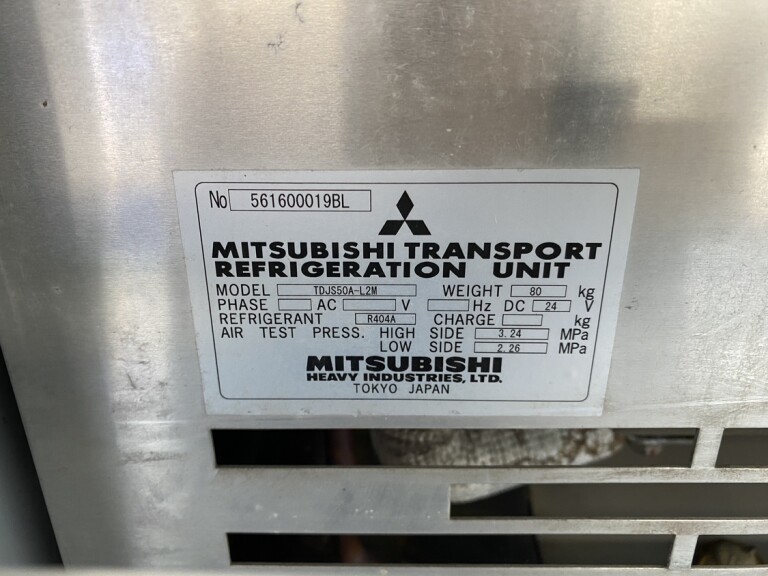 No 561600019BL
MITSUBISHI TRANSPORT
REFRIGERATION UNIT
MODEL TDJS50A-L2M WEIGHT 80 kg
PHASE AC V Hz DC 24 V
REFRIGERANT R404A CHARGE kg
AIR TEST PRESS. HIGH SIDE 3.24 MPa
LOW SIDE 2.26 MPa
MITSUBISHI
HEAVY INDUSTRIES, LTD.
TOKYO JAPAN